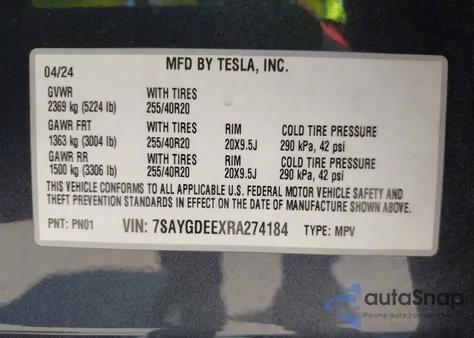 MFD BY TESLA, INC.
04/24
GVWR WITH TIRES
2369 kg (5224 lb) 255/40R20
GAWR FRT WITH TIRES RIM COLD TIRE PRESSURE
1363 kg (3004 lb) 255/40R20 20X9.5J 290 kPa, 42 psi
GAWR RR WITH TIRES RIM COLD TIRE PRESSURE
1500 kg (3306 lb) 255/40R20 20X9.5J 290 kPa, 42 psi
THIS VEHICLE CONFORMS TO ALL APPLICABLE U.S. FEDERAL MOTOR VEHICLE SAFETY AND
THEFT PREVENTION STANDARDS IN EFFECT ON THE DATE OF MANUFACTURE SHOWN ABOVE.
PNT: PN01 VIN: 7SAYGDEEXRA274184 TYPE: MPV
autaSnap
Pewne auta z